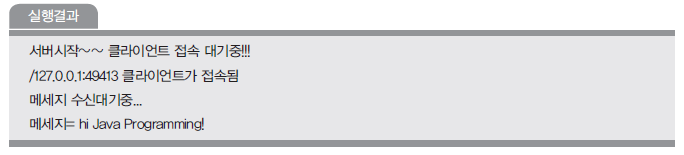 실행결과
서버시작~~ 클라이언트 접속 대기중!!!
/127.0.0.1:49413 클라이언트가 접속됨
메세지 수신대기중...
메세지= hi Java Programming!